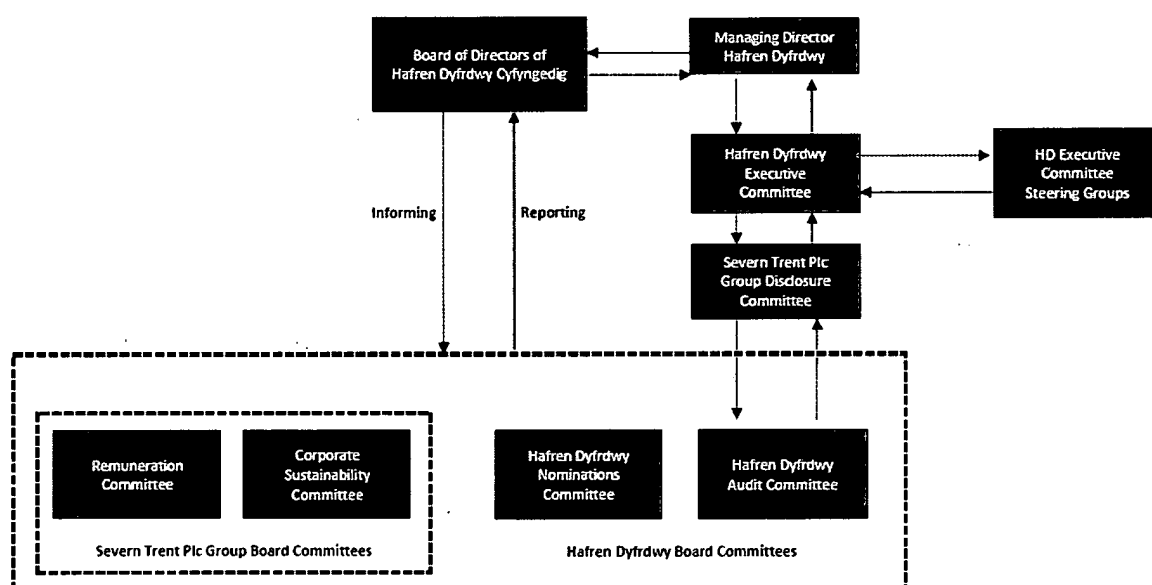 Board of Directors of
Hafren Dyfrdwy Cyfyngedig
Managing Director
Hafren Dyfrdwy
Hafren Dyfrdwy
Executive
Committee
HD Executive
Committee
Steering Groups
Informing
Reporting
Severn Trent Plc
Group Disclosure
Committee
Remuneration
Committee
Corporate
Sustainability
Committee
Hafren Dyfrdwy
Nominations
Committee
Hafren Dyfrdwy
Audit Committee
Severn Trent Plc Group Board Committees
Hafren Dyfrdwy Board Committees